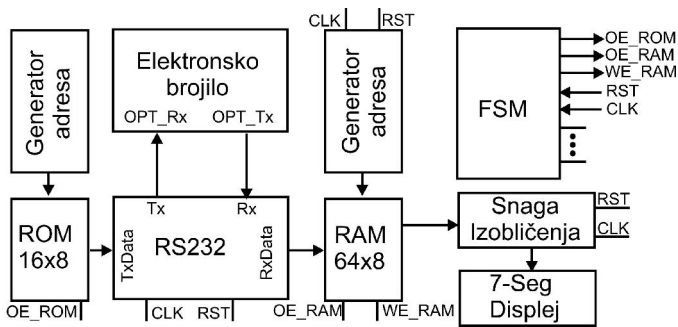 CLK RST
Generator
adresa
Elektronsko
brojilo
OPT_Rx OPT_Tx
Generator
adresa
FSM
OE_ROM
OE_RAM
WE_RAM
RST
CLK
ROM
16x8
OE_ROM
TxData
Tx
Rx
RS232
RxData
CLK RST
RAM
64x8
OE_RAM
WE_RAM
Snaga
Izobličenja
RST
CLK
7-Seg
Displej